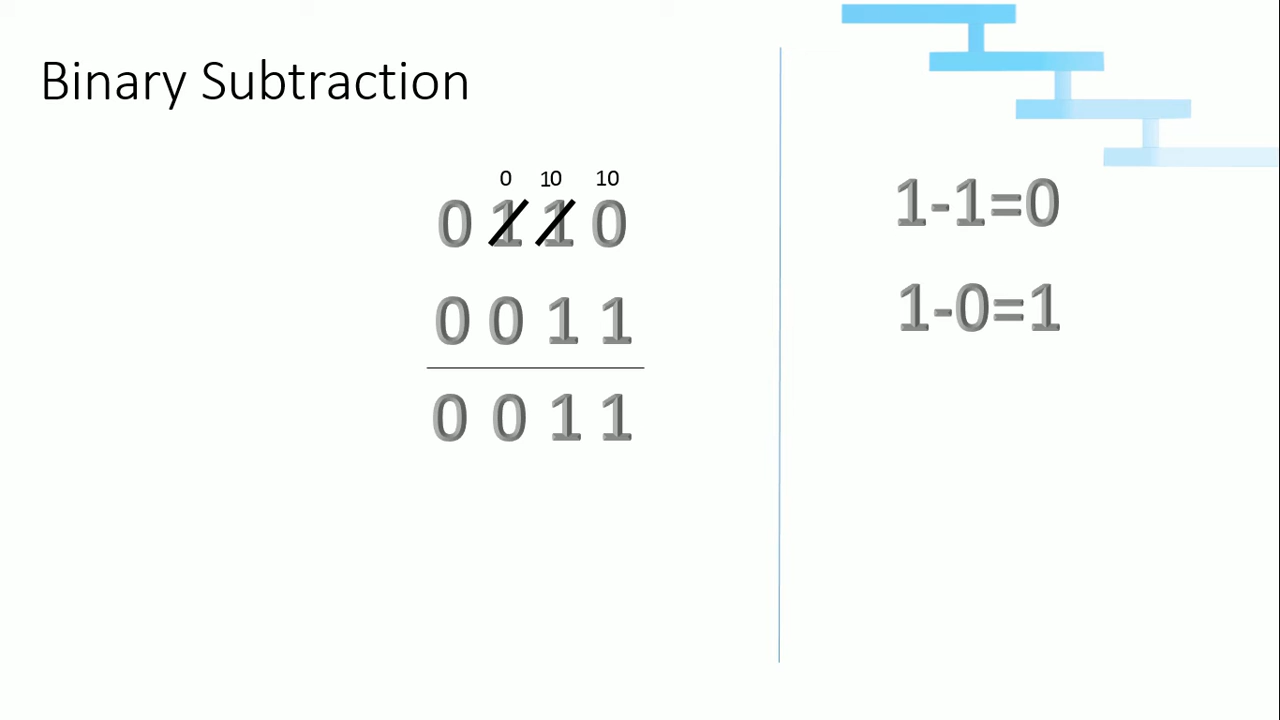 Binary Subtraction
0 10 10
0 1 1 0
0 0 1 1
0 0 1 1
1-1=0
1-0=1